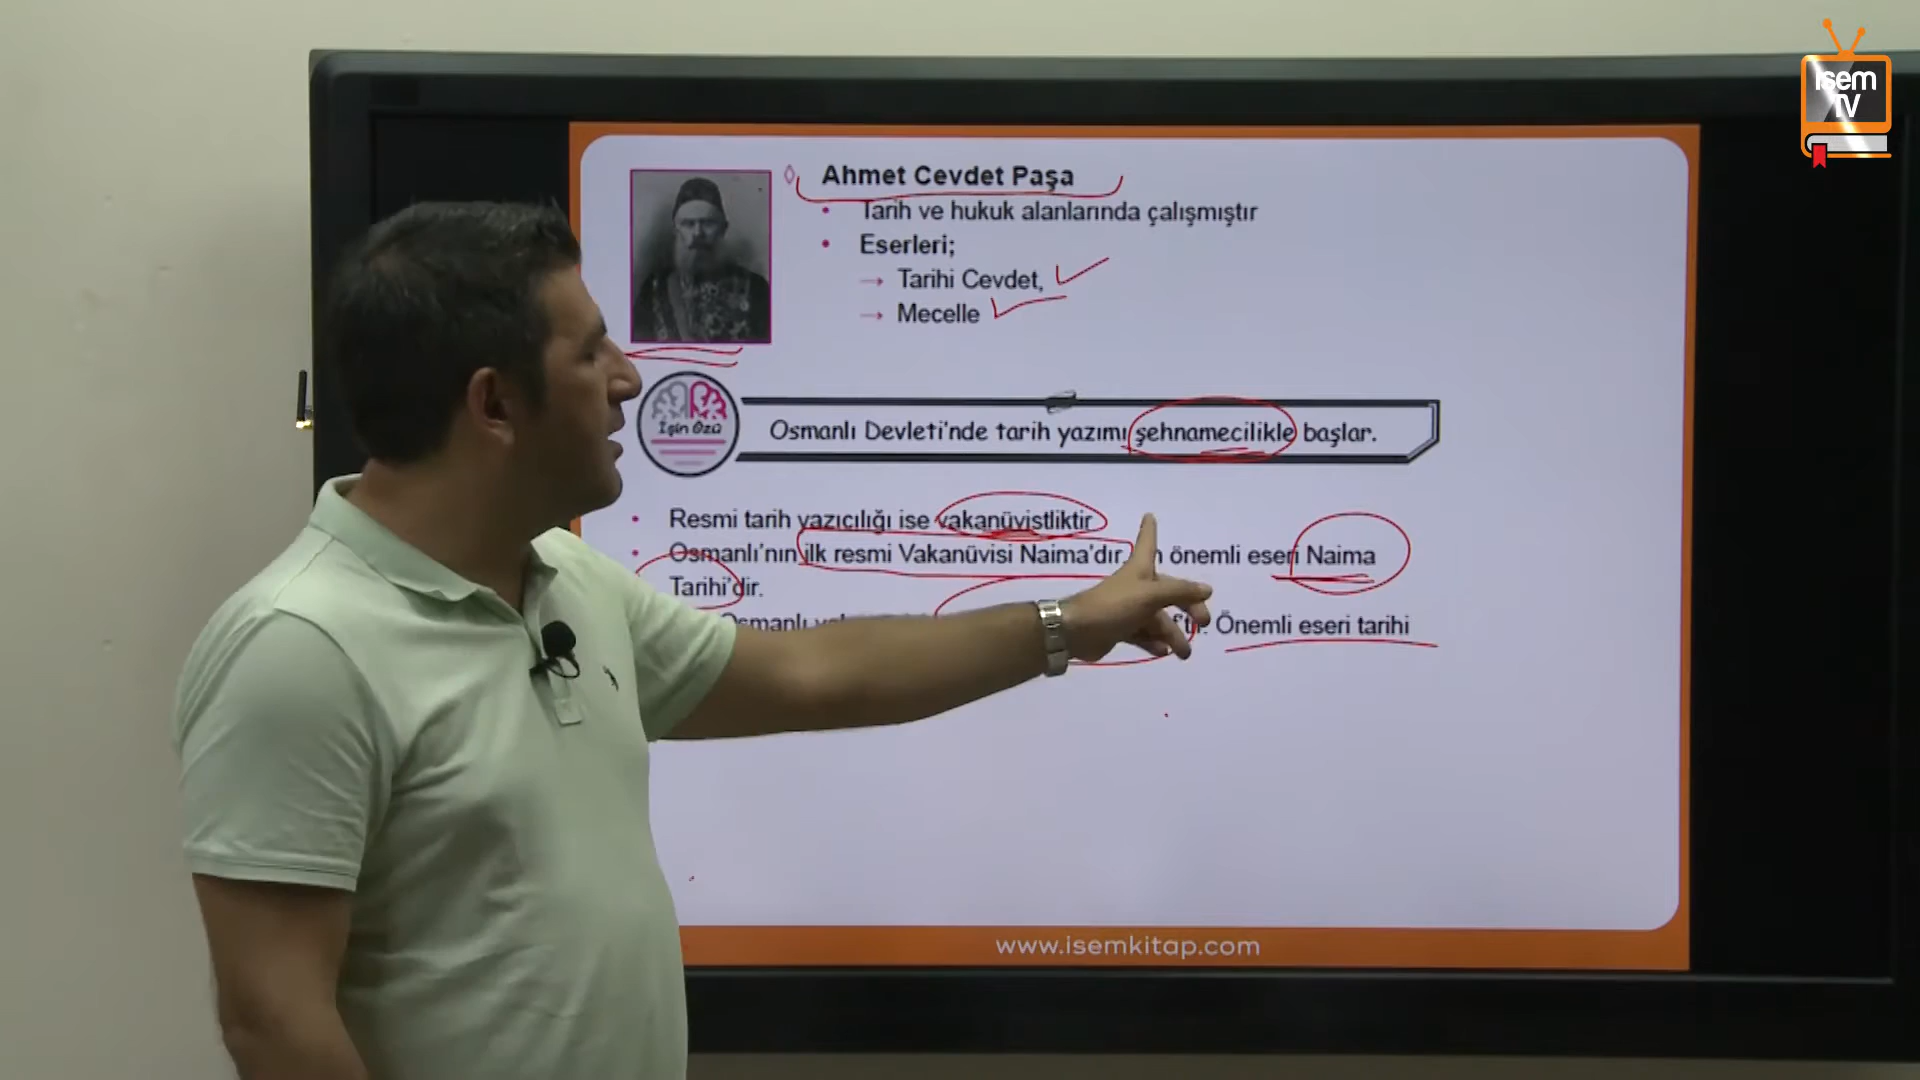 isem
TV
Ahmet Cevdet Paşa
Tarih ve hukuk alanlarında çalışmıştır
Eserleri;
→ Tarihi Cevdet,
→ Mecelle
İşin Özü
Osmanlı Devleti'nde tarih yazımı şehnamecilikle başlar.
Resmi tarih yazıcılığı ise vakanüvistliktir
Osmanlı'nın ilk resmi Vakanüvisi Naima'dır. önemli eseri Naima
Tarihi'dir.
Osmanlı Önemli eseri tarihi
www.isemkitap.com